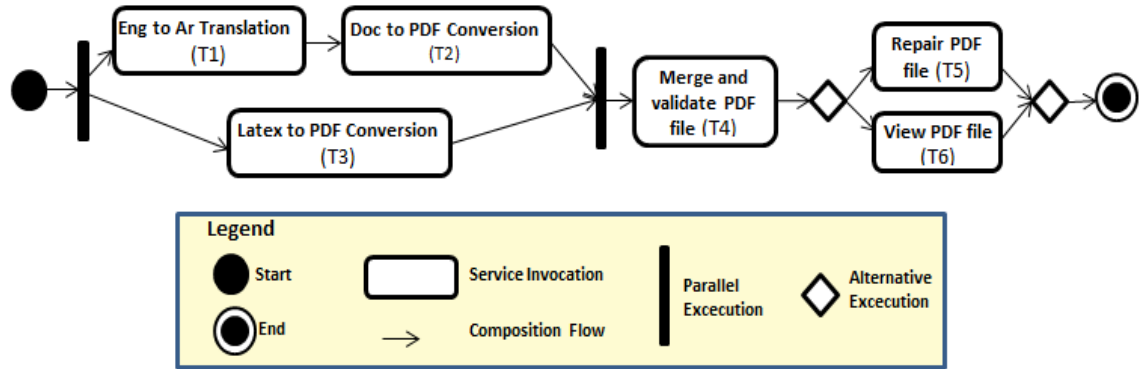 Eng to Ar Translation
(T1)
Doc to PDF Conversion
(T2)
Latex to PDF Conversion
(T3)
Merge and
validate PDF
file (T4)
Repair PDF
file (T5)
View PDF file
(T6)
Legend
Start
End
Service Invocation
Composition Flow
Parallel
Excecution
Alternative
Excecution